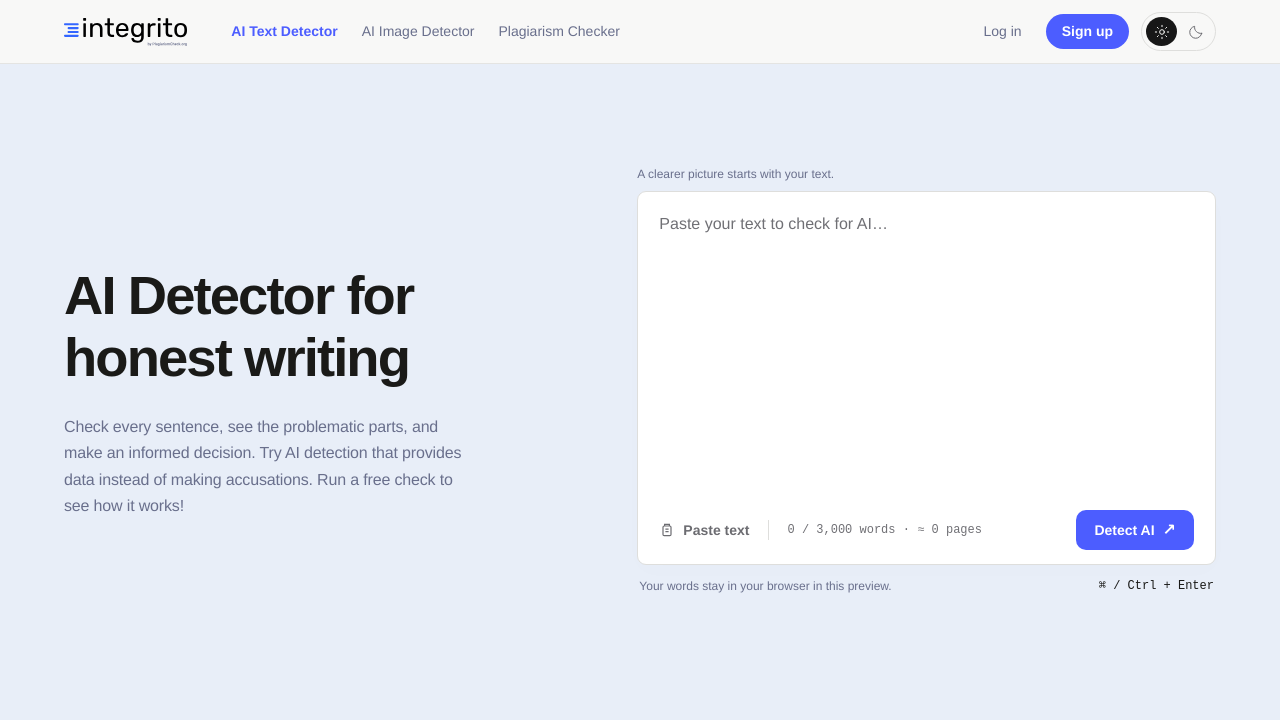 integrito
by PlagiarismCheck.org
AI Text Detector
AI Image Detector
Plagiarism Checker
Log in
Sign up
A clearer picture starts with your text.
Paste your text to check for AI…
AI Detector for
honest writing
Check every sentence, see the problematic parts, and
make an informed decision. Try AI detection that provides
data instead of making accusations. Run a free check to
see how it works!
Paste text
0 / 3,000 words · ≈ 0 pages
Detect AI ↗
Your words stay in your browser in this preview.
⌘ / Ctrl + Enter